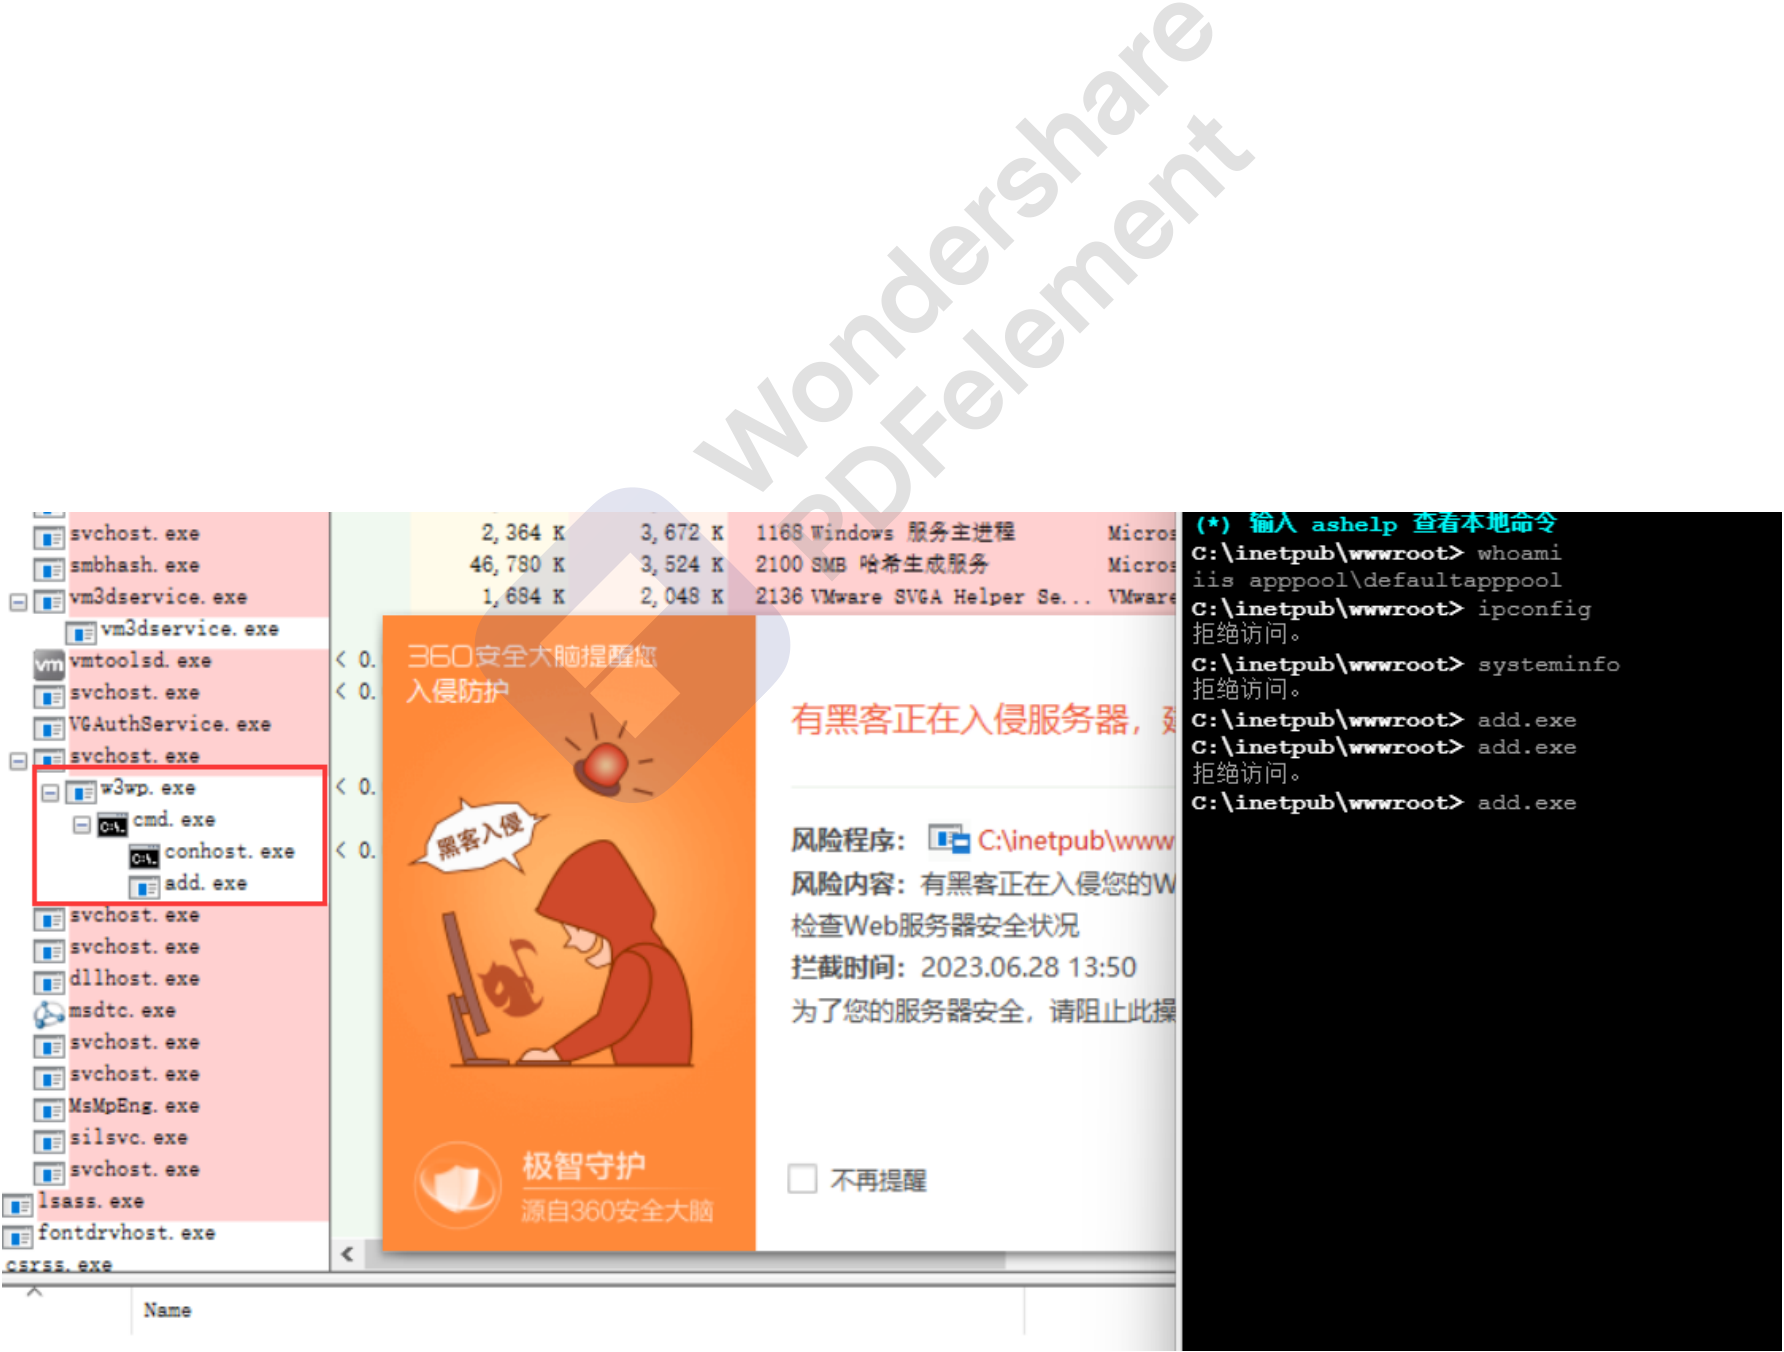 Wondershare
PDFelement
svchost.exe
smbhash.exe
vm3dservice.exe
vm3dservice.exe
vmtoolsd.exe
svchost.exe
VGAuthService.exe
svchost.exe
w3wp.exe
cmd.exe
conhost.exe
add.exe
svchost.exe
svchost.exe
dllhost.exe
msdtc.exe
svchost.exe
svchost.exe
MsMpEng.exe
silsvc.exe
svchost.exe
lsass.exe
fontdrvhost.exe
csrss.exe
Name
2,364 K 3,672 K 1168 Windows 服务主进程 Micros
46,780 K 3,524 K 2100 SMB 哈希生成服务 Micros
1,684 K 2,048 K 2136 VMware SVGA Helper Se... VMware
< 0.
< 0.
< 0.
< 0.
360安全大脑提醒您
入侵防护
黑客入侵
极智守护
源自360安全大脑
有黑客正在入侵服务器，
风险程序： C:\inetpub\www
风险内容：有黑客正在入侵您的W
检查Web服务器安全状况
拦截时间：2023.06.28 13:50
为了您的服务器安全，请阻止此操
不再提醒
(*) 输入 ashelp 查看本地命令
C:\inetpub\wwwroot> whoami
iis apppool\defaultapppool
C:\inetpub\wwwroot> ipconfig
拒绝访问。
C:\inetpub\wwwroot> systeminfo
拒绝访问。
C:\inetpub\wwwroot> add.exe
C:\inetpub\wwwroot> add.exe
拒绝访问。
C:\inetpub\wwwroot> add.exe